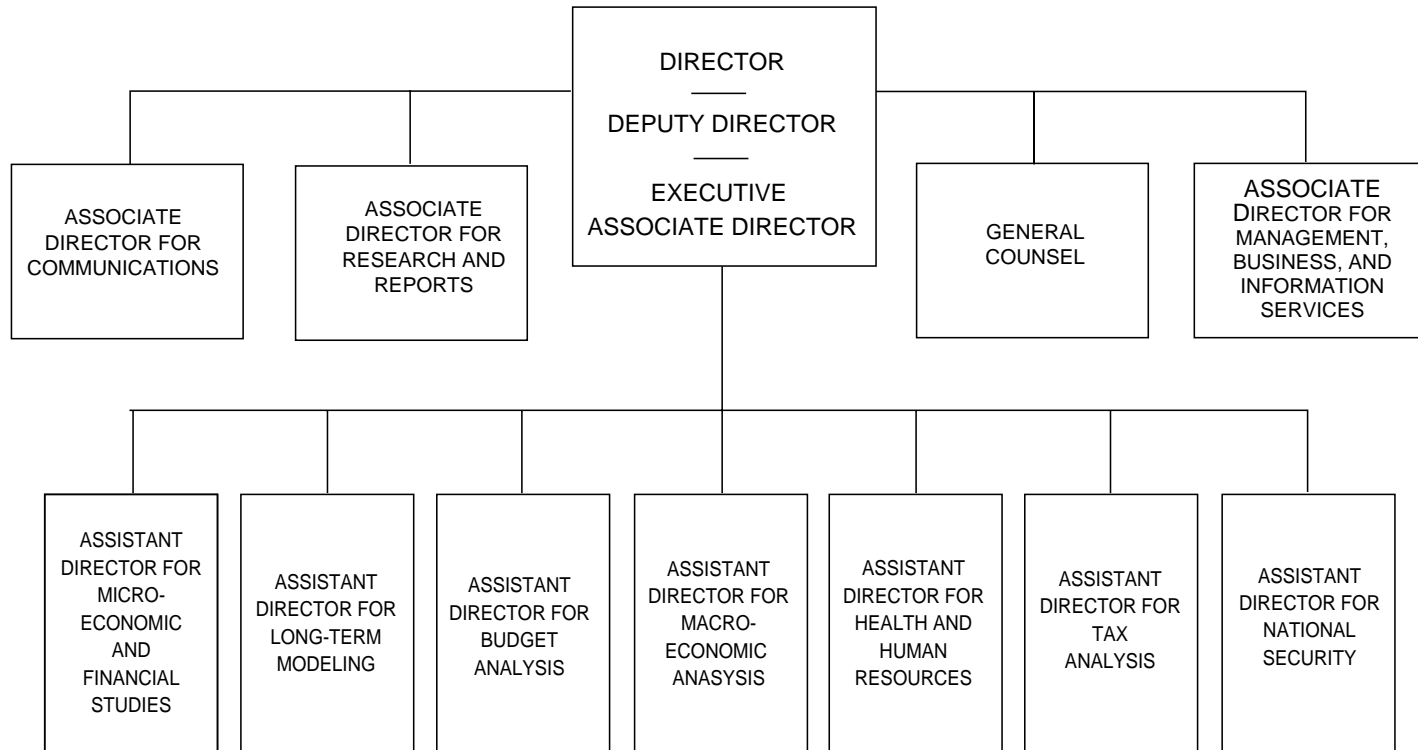 DIRECTOR
DEPUTY DIRECTOR
EXECUTIVE
ASSOCIATE DIRECTOR
ASSOCIATE
DIRECTOR FOR
COMMUNICATIONS
ASSOCIATE
DIRECTOR FOR
RESEARCH AND
REPORTS
GENERAL
COUNSEL
ASSOCIATE
DIRECTOR FOR
MANAGEMENT,
BUSINESS, AND
INFORMATION
SERVICES
ASSISTANT
DIRECTOR FOR
MICRO-
ECONOMIC
AND
FINANCIAL
STUDIES
ASSISTANT
DIRECTOR FOR
LONG-TERM
MODELING
ASSISTANT
DIRECTOR FOR
BUDGET
ANALYSIS
ASSISTANT
DIRECTOR FOR
MACRO-
ECONOMIC
ANASYSIS
ASSISTANT
DIRECTOR FOR
HEALTH AND
HUMAN
RESOURCES
ASSISTANT
DIRECTOR FOR
TAX
ANALYSIS
ASSISTANT
DIRECTOR FOR
NATIONAL
SECURITY